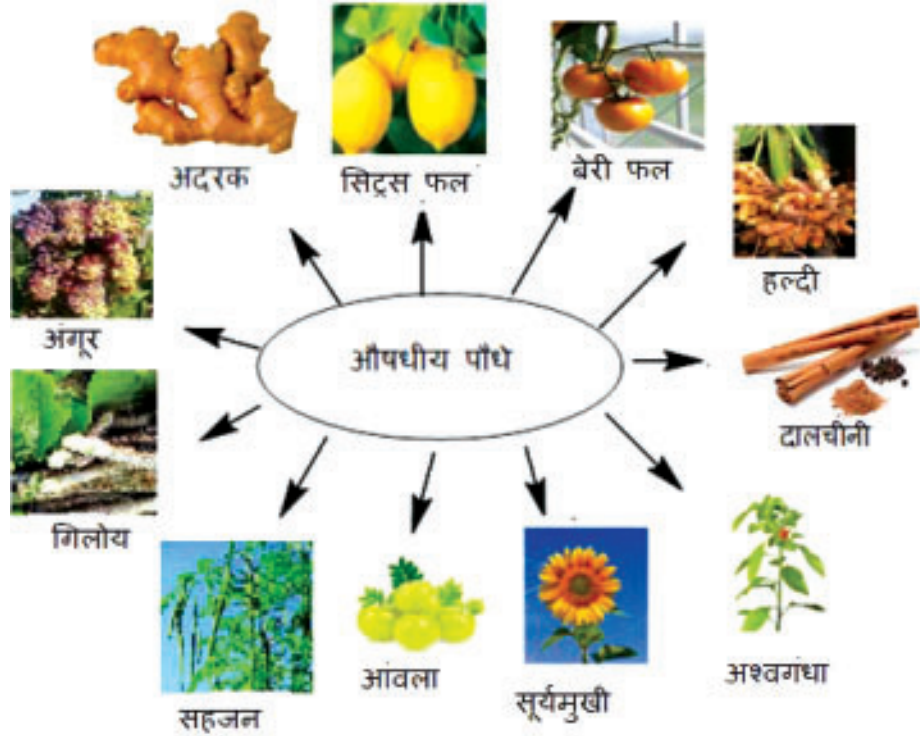 अदरक
सिट्रस फल
बेरी फल
हल्दी
अंगूर
औषधीय पौधे
दालचीनी
गिलोय
सहजन
आंवला
सूर्यमुखी
अश्वगंधा